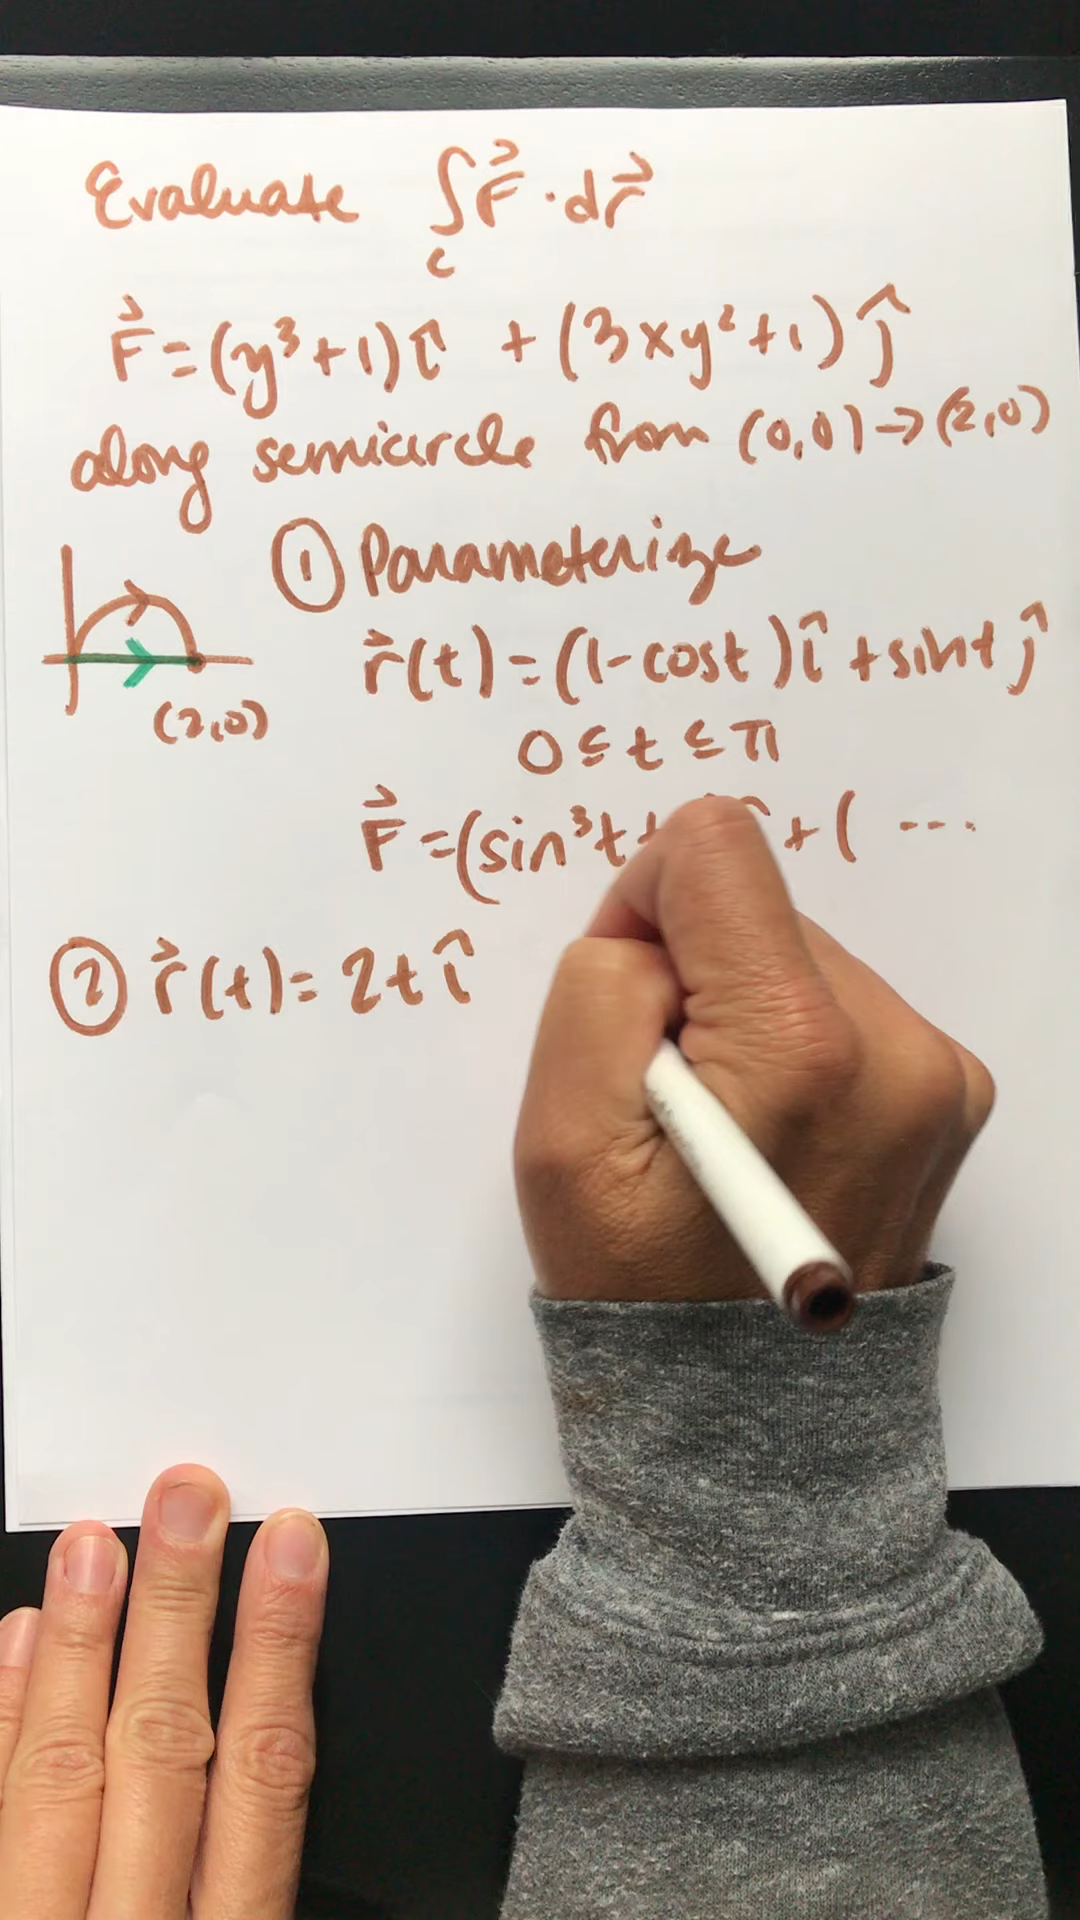 Evaluate ∫_C F⃗ · dr⃗
F⃗ = (y³+1) î + (3xy²+1) ĵ
along semicircle from (0,0) → (2,0)
① Parameterize
r⃗(t) = (1-cost) î + sint ĵ
(2,0)
0 ≤ t ≤ π
F⃗ = (sin³t + + ( ...
② r⃗(t) = 2t î